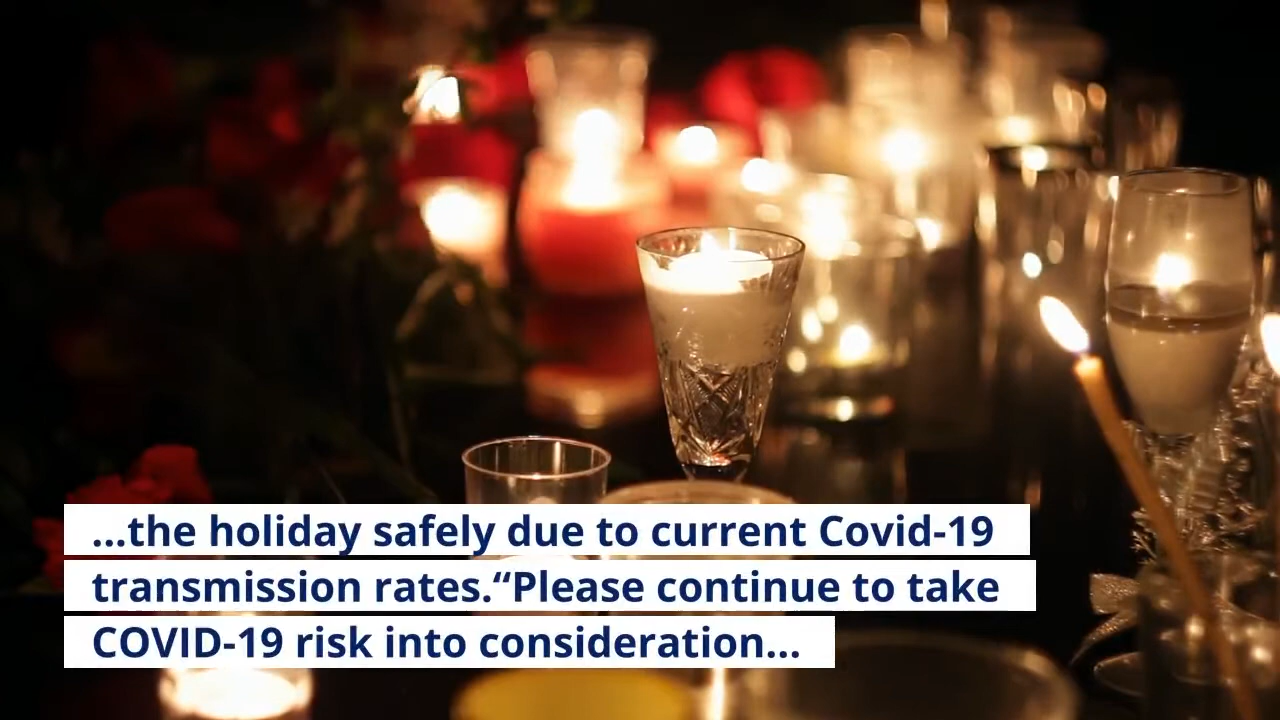 ...the holiday safely due to current Covid-19
transmission rates.“Please continue to take
COVID-19 risk into consideration...